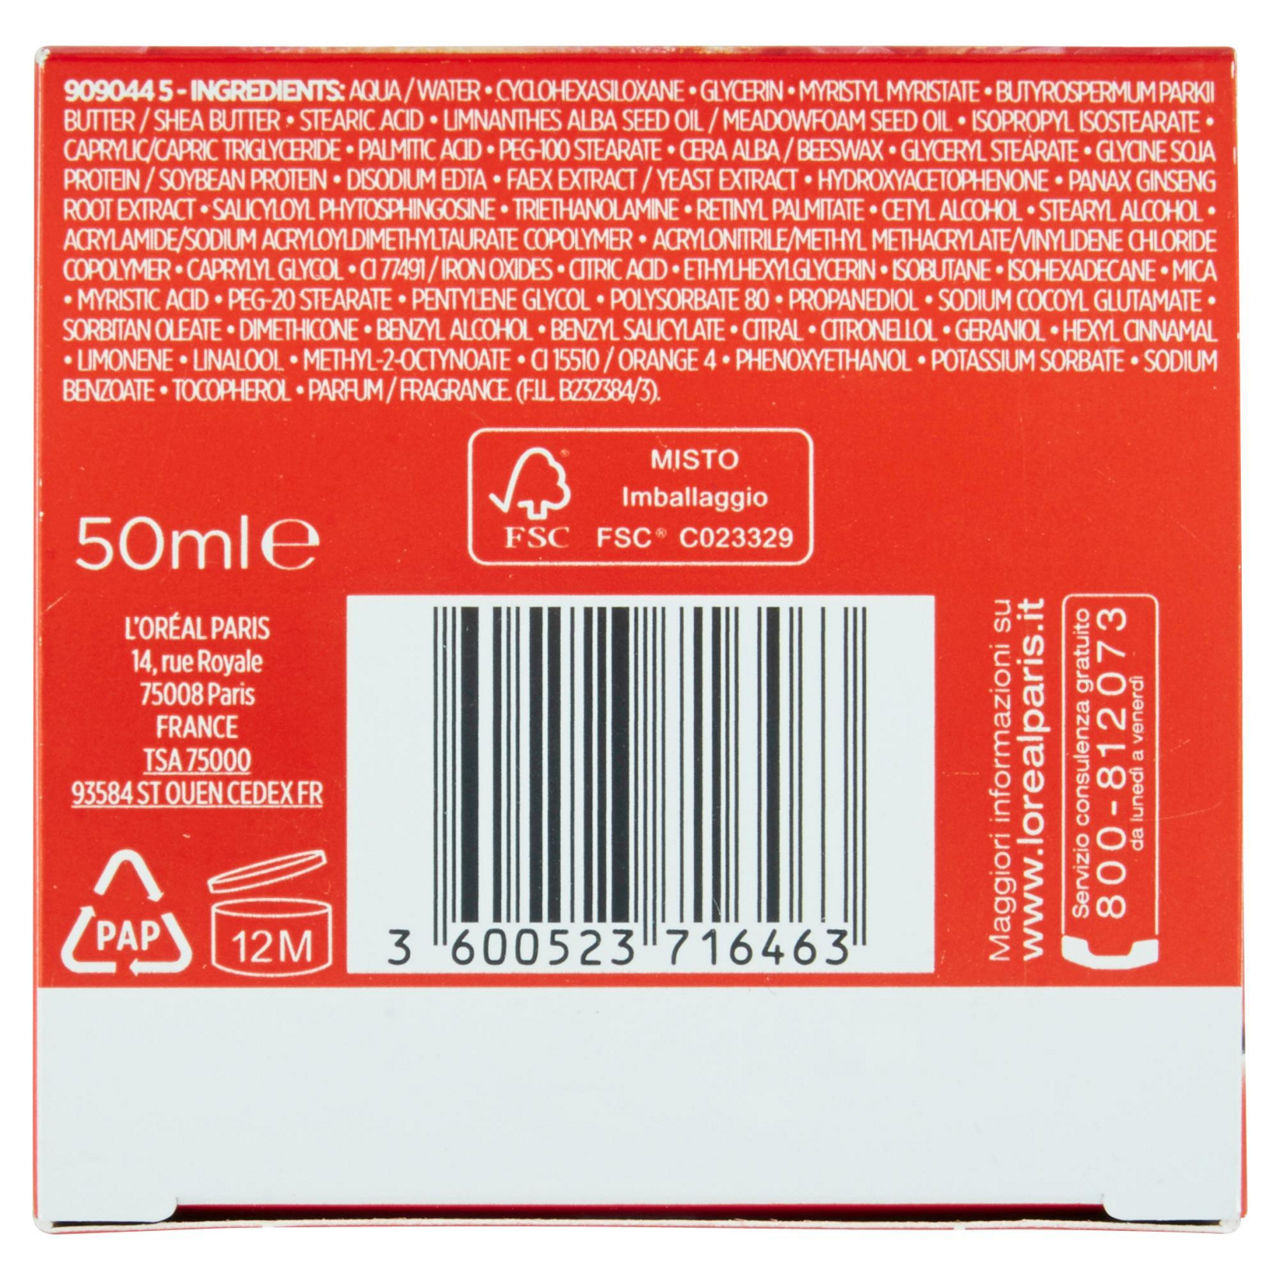 909044 5 - INGREDIENTS: AQUA / WATER • CYCLOHEXASILOXANE • GLYCERIN • MYRISTYL MYRISTATE • BUTYROSPERMUM PARKII
BUTTER / SHEA BUTTER • STEARIC ACID • LIMNANTHES ALBA SEED OIL / MEADOWFOAM SEED OIL • ISOPROPYL ISOSTEARATE •
CAPRYLIC/CAPRIC TRIGLYCERIDE • PALMITIC ACID • PEG-100 STEARATE • CERA ALBA / BEESWAX • GLYCERYL STEARATE • GLYCINE SOJA
PROTEIN / SOYBEAN PROTEIN • DISODIUM EDTA • FAEX EXTRACT / YEAST EXTRACT • HYDROXYACETOPHENONE • PANAX GINSENG
ROOT EXTRACT • SALICYLOYL PHYTOSPHINGOSINE • TRIETHANOLAMINE • RETINYL PALMITATE • CETYL ALCOHOL • STEARYL ALCOHOL •
ACRYLAMIDE/SODIUM ACRYLOYLDIMETHYLTAURATE COPOLYMER • ACRYLONITRILE/METHYL METHACRYLATE/VINYLIDENE CHLORIDE
COPOLYMER • CAPRYLYL GLYCOL • CI 77491 / IRON OXIDES • CITRIC ACID • ETHYLHEXYLGLYCERIN • ISOBUTANE • ISOHEXADECANE • MICA
• MYRISTIC ACID • PEG-20 STEARATE • PENTYLENE GLYCOL • POLYSORBATE 80 • PROPANEDIOL • SODIUM COCOYL GLUTAMATE •
SORBITAN OLEATE • DIMETHICONE • BENZYL ALCOHOL • BENZYL SALICYLATE • CITRAL • CITRONELLOL • GERANIOL • HEXYL CINNAMAL
• LIMONENE • LINALOOL • METHYL-2-OCTYNOATE • CI 15510 / ORANGE 4 • PHENOXYETHANOL • POTASSIUM SORBATE • SODIUM
BENZOATE • TOCOPHEROL • PARFUM / FRAGRANCE. (F.I.L. B232384/3).
MISTO
Imballaggio
FSC FSC® C023329
50ml e
L'ORÉAL PARIS
14, rue Royale
75008 Paris
FRANCE
TSA 75000
93584 ST OUEN CEDEX FR
PAP
12M
3 600523 716463
Maggiori informazioni su
www.lorealparis.it
Servizio consulenza gratuito
800-812073
da lunedì a venerdì